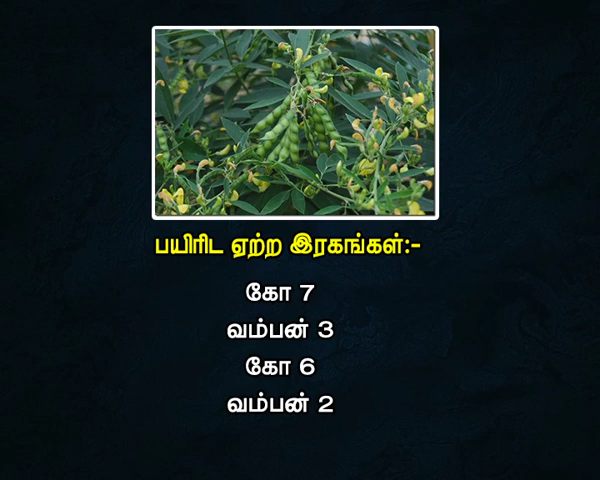 பயிரிட ஏற்ற இரகங்கள்:-
கோ 7
வம்பன் 3
கோ 6
வம்பன் 2